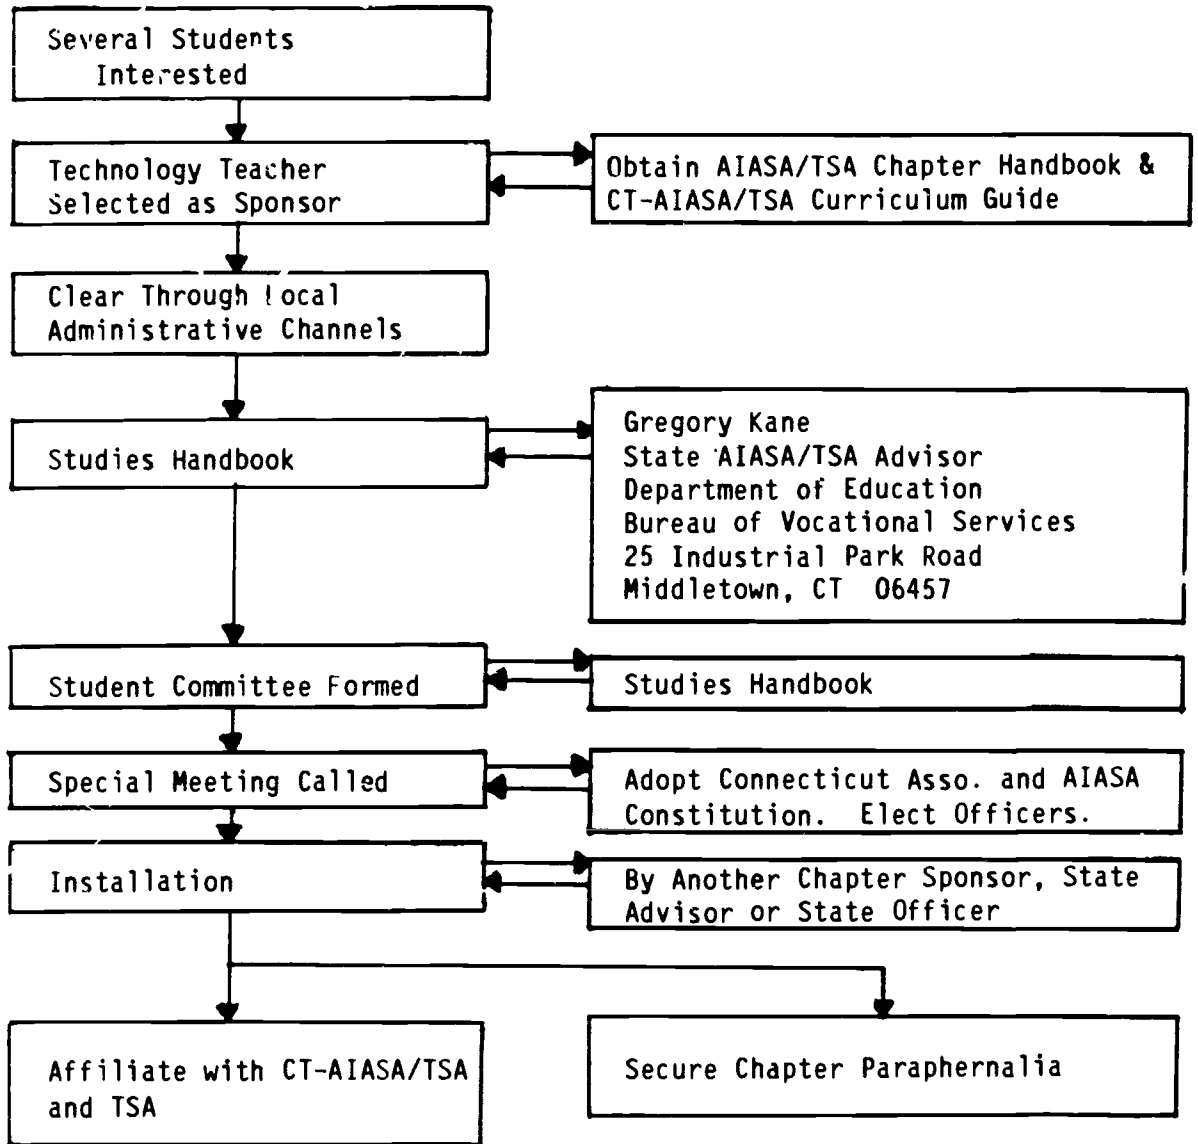 Several Students
Interested
Technology Teacher
Selected as Sponsor
Obtain AIASA/TSA Chapter Handbook &
CT-AIASA/TSA Curriculum Guide
Clear Through Local
Administrative Channels
Studies Handbook
Gregory Kane
State AIASA/TSA Advisor
Department of Education
Bureau of Vocational Services
25 Industrial Park Road
Middletown, CT 06457
Student Committee Formed
Studies Handbook
Special Meeting Called
Adopt Connecticut Asso. and AIASA
Constitution. Elect Officers.
Installation
By Another Chapter Sponsor, State
Advisor or State Officer
Affiliate with CT-AIASA/TSA
and TSA
Secure Chapter Paraphernalia